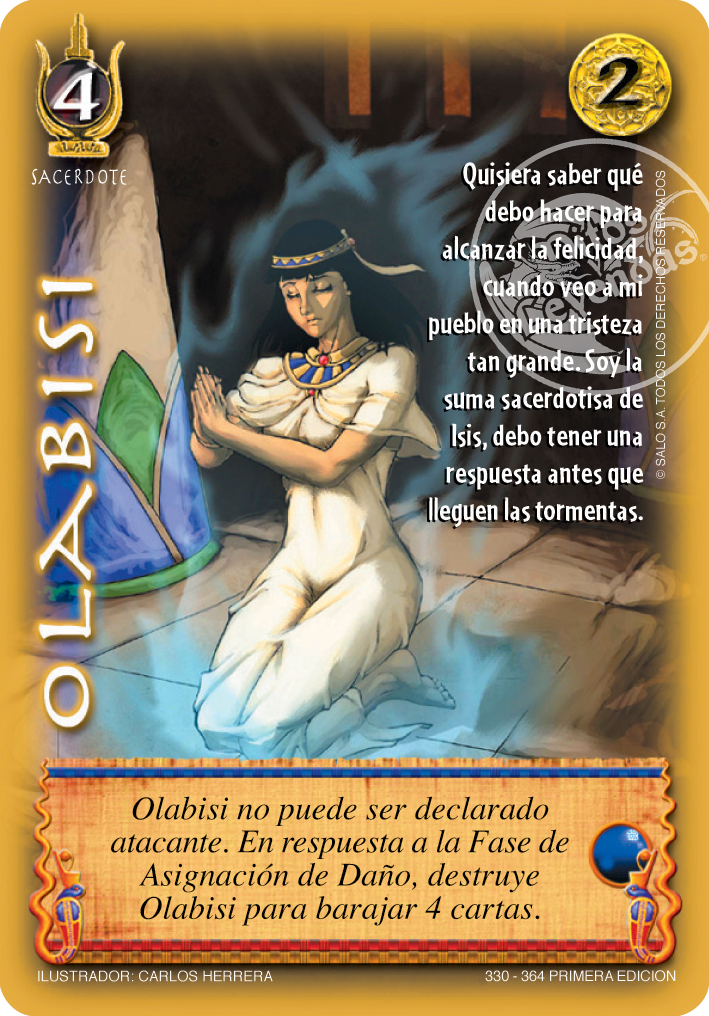 4
2
SACERDOTE
Quisiera saber qué
debo hacer para
alcanzar la felicidad,
cuando veo a mi
pueblo en una tristeza
tan grande. Soy la
suma sacerdotisa de
Isis, debo tener una
respuesta antes que
lleguen las tormentas.
Mitos y
Leyendas
®
© SALO S.A. TODOS LOS DERECHOS RESERVADOS
OLABISI
Olabisi no puede ser declarado
atacante. En respuesta a la Fase de
Asignación de Daño, destruye
Olabisi para barajar 4 cartas.
ILUSTRADOR: CARLOS HERRERA
330 - 364 PRIMERA EDICION